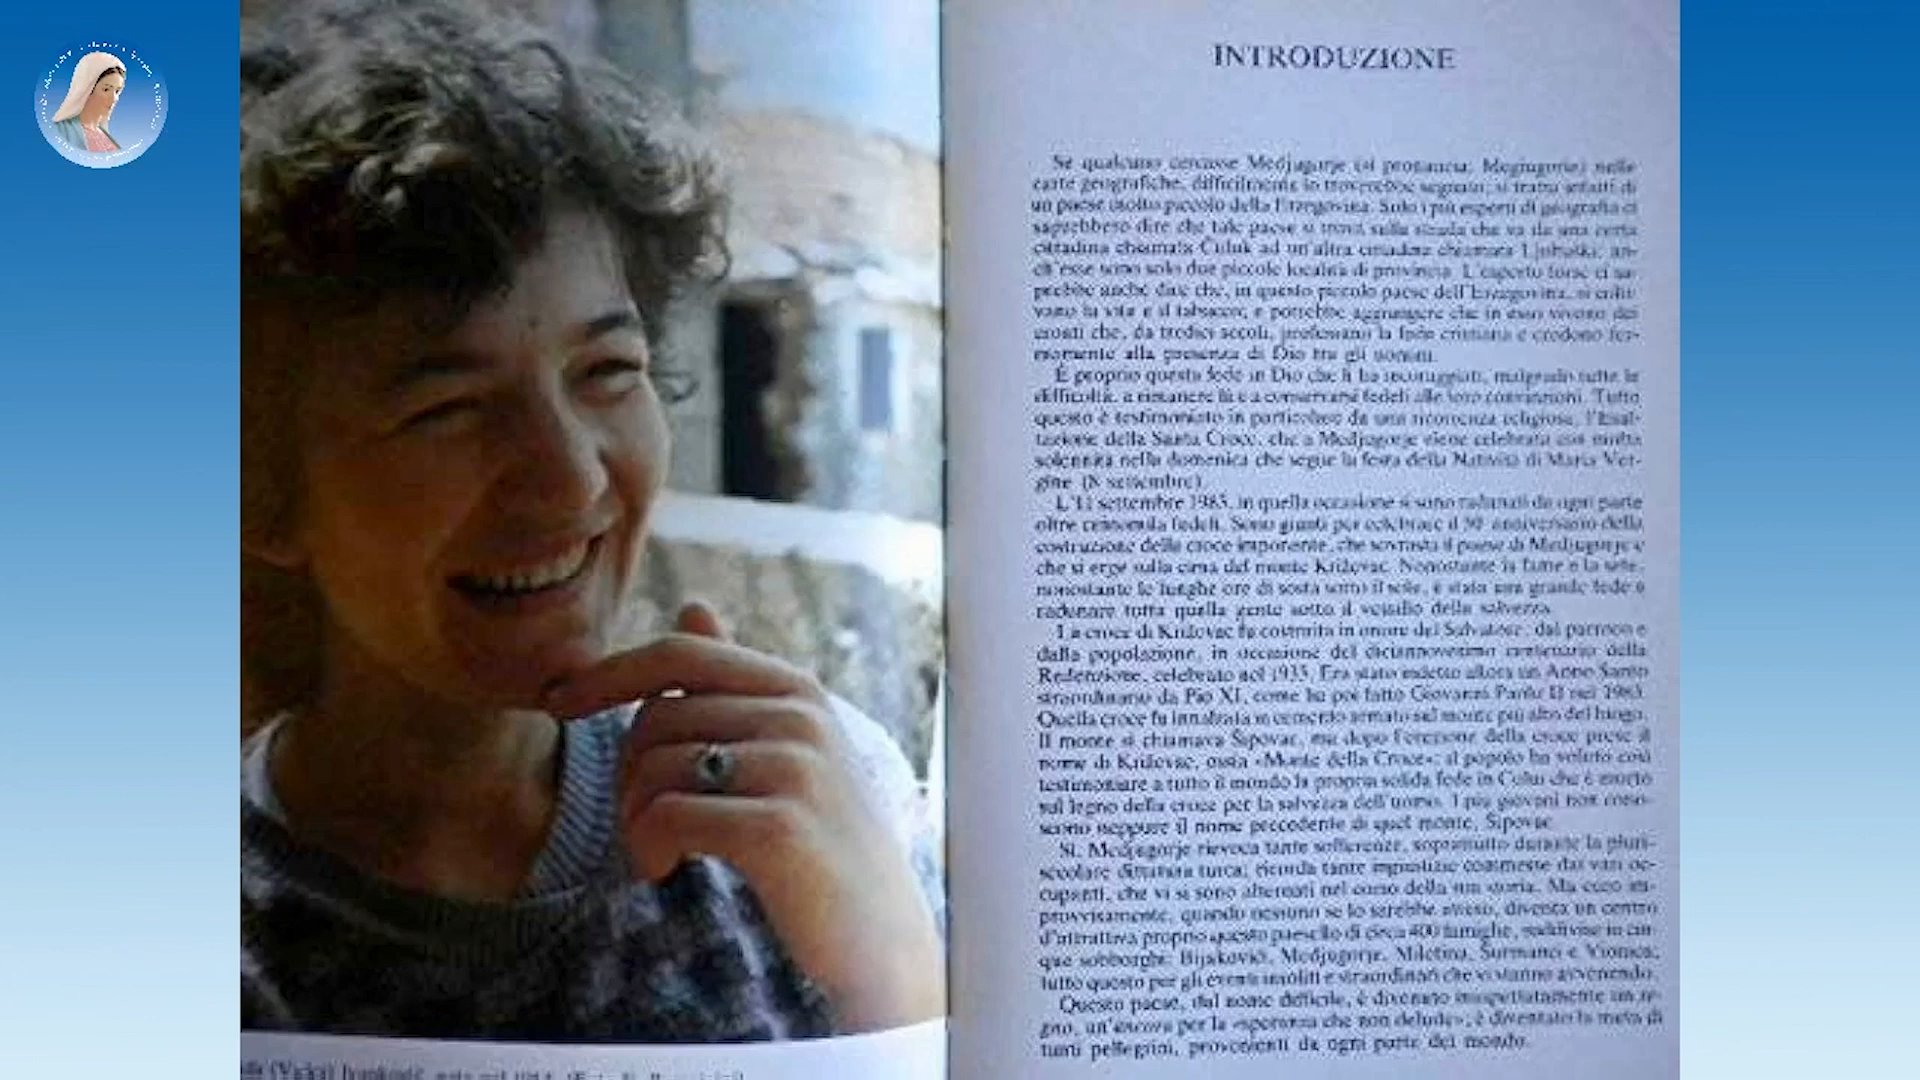 INTRODUZIONE
Se qualcuno cercasse Medjugorje (si pronuncia: Megiugorie) nelle
carte geografiche, difficilmente lo troverebbe segnato; si tratta infatti di
un paese molto piccolo della Erzegovina. Solo i più esperti di geografia ci
saprebbero dire che tale paese si trova sulla strada che va da una certa
cittadina chiamata Čitluk ad un'altra cittadina chiamata Ljubuški; an-
ch'esse sono solo due piccole località di provincia. L'esperto forse ci sa-
prebbe anche dire che, in questo piccolo paese dell'Erzegovina, si colti-
vano la vite e il tabacco; e potrebbe aggiungere che in esso vivono dei
croati che, da tredici secoli, professano la fede cristiana e credono fer-
mamente alla presenza di Dio tra gli uomini.
È proprio questa fede in Dio che li ha incoraggiati, malgrado tutte le
difficoltà, a rimanere lì e a conservarsi fedeli alle loro convinzioni. Tutto
questo è testimoniato in particolare da una ricorrenza religiosa, l'Esal-
tazione della Santa Croce, che a Medjugorje viene celebrata con molta
solennità nella domenica che segue la festa della Natività di Maria Ver-
gine (8 settembre).
L'11 settembre 1983, in quella occasione si sono radunati da ogni parte
oltre centomila fedeli. Sono giunti per celebrare il 50° anniversario della
costruzione della croce imponente, che sovrasta il paese di Medjugorje e
che si erge sulla cima del monte Križevac. Nonostante la fame e la sete,
nonostante le lunghe ore di sosta sotto il sole, è stata una grande fede a
radunare tutta quella gente sotto il vessillo della salvezza.
La croce di Križevac fu costruita in onore del Salvatore, dal parroco e
dalla popolazione, in occasione del diciannovesimo centenario della
Redenzione, celebrato nel 1933. Era stato indetto allora un Anno Santo
straordinario da Pio XI, come ha poi fatto Giovanni Paolo II nel 1983.
Quella croce fu innalzata in cemento armato sul monte più alto del luogo.
Il monte si chiamava Šipovac, ma dopo l'erezione della croce prese il
nome di Križevac, ossia «Monte della Croce»; il popolo ha voluto così
testimoniare a tutto il mondo la propria solida fede in Colui che è morto
sul legno della croce per la salvezza dell'uomo. I più giovani non cono-
scono neppure il nome precedente di quel monte, Šipovac.
Sì, Medjugorje rievoca tante sofferenze, soprattutto durante la pluri-
secolare dittatura turca; ricorda tante ingiustizie commesse dai vari oc-
cupanti, che vi si sono alternati nel corso della sua storia. Ma ecco im-
provvisamente, quando nessuno se lo sarebbe atteso, diventa un centro
d'attrattiva proprio questo paesello di circa 400 famiglie, suddivise in cin-
que sobborghi: Bijakovići, Medjugorje, Miletina, Šurmanci e Vionica;
tutto questo per gli eventi insoliti e straordinari che vi stanno avvenendo.
Questo paese, dal nome difficile, è diventato inaspettatamente un se-
gno, un'ancora per la «speranza che non delude»; è diventato la meta di
tanti pellegrini, provenienti da ogni parte del mondo.
(Vicka) Ivanković